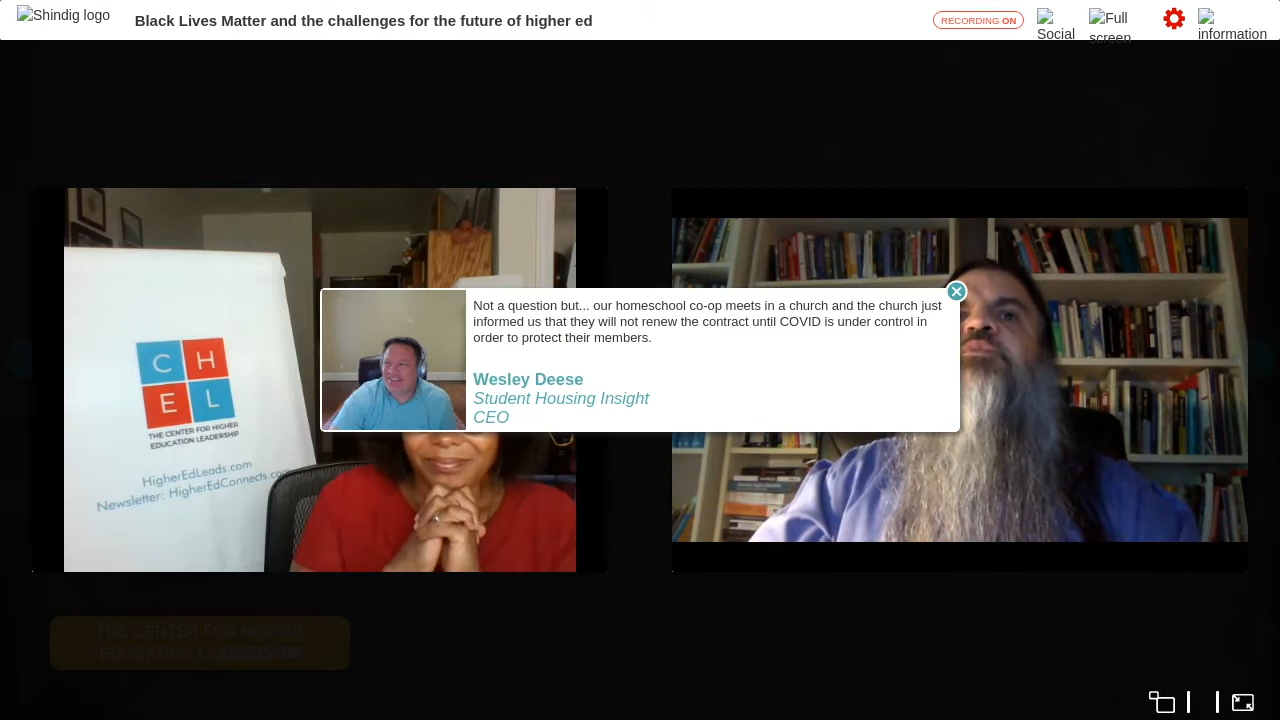 Shindig logo
Black Lives Matter and the challenges for the future of higher ed
RECORDING ON
Social
Full screen
information
Not a question but... our homeschool co-op meets in a church and the church just
informed us that they will not renew the contract until COVID is under control in
order to protect their members.
Wesley Deese
Student Housing Insight
CEO
C H
E L
THE CENTER FOR HIGHER
EDUCATION LEADERSHIP
HigherEdLeads.com
Newsletter: HigherEdConnects.com
THE CENTER FOR HIGHER
EDUCATION LEADERSHIP